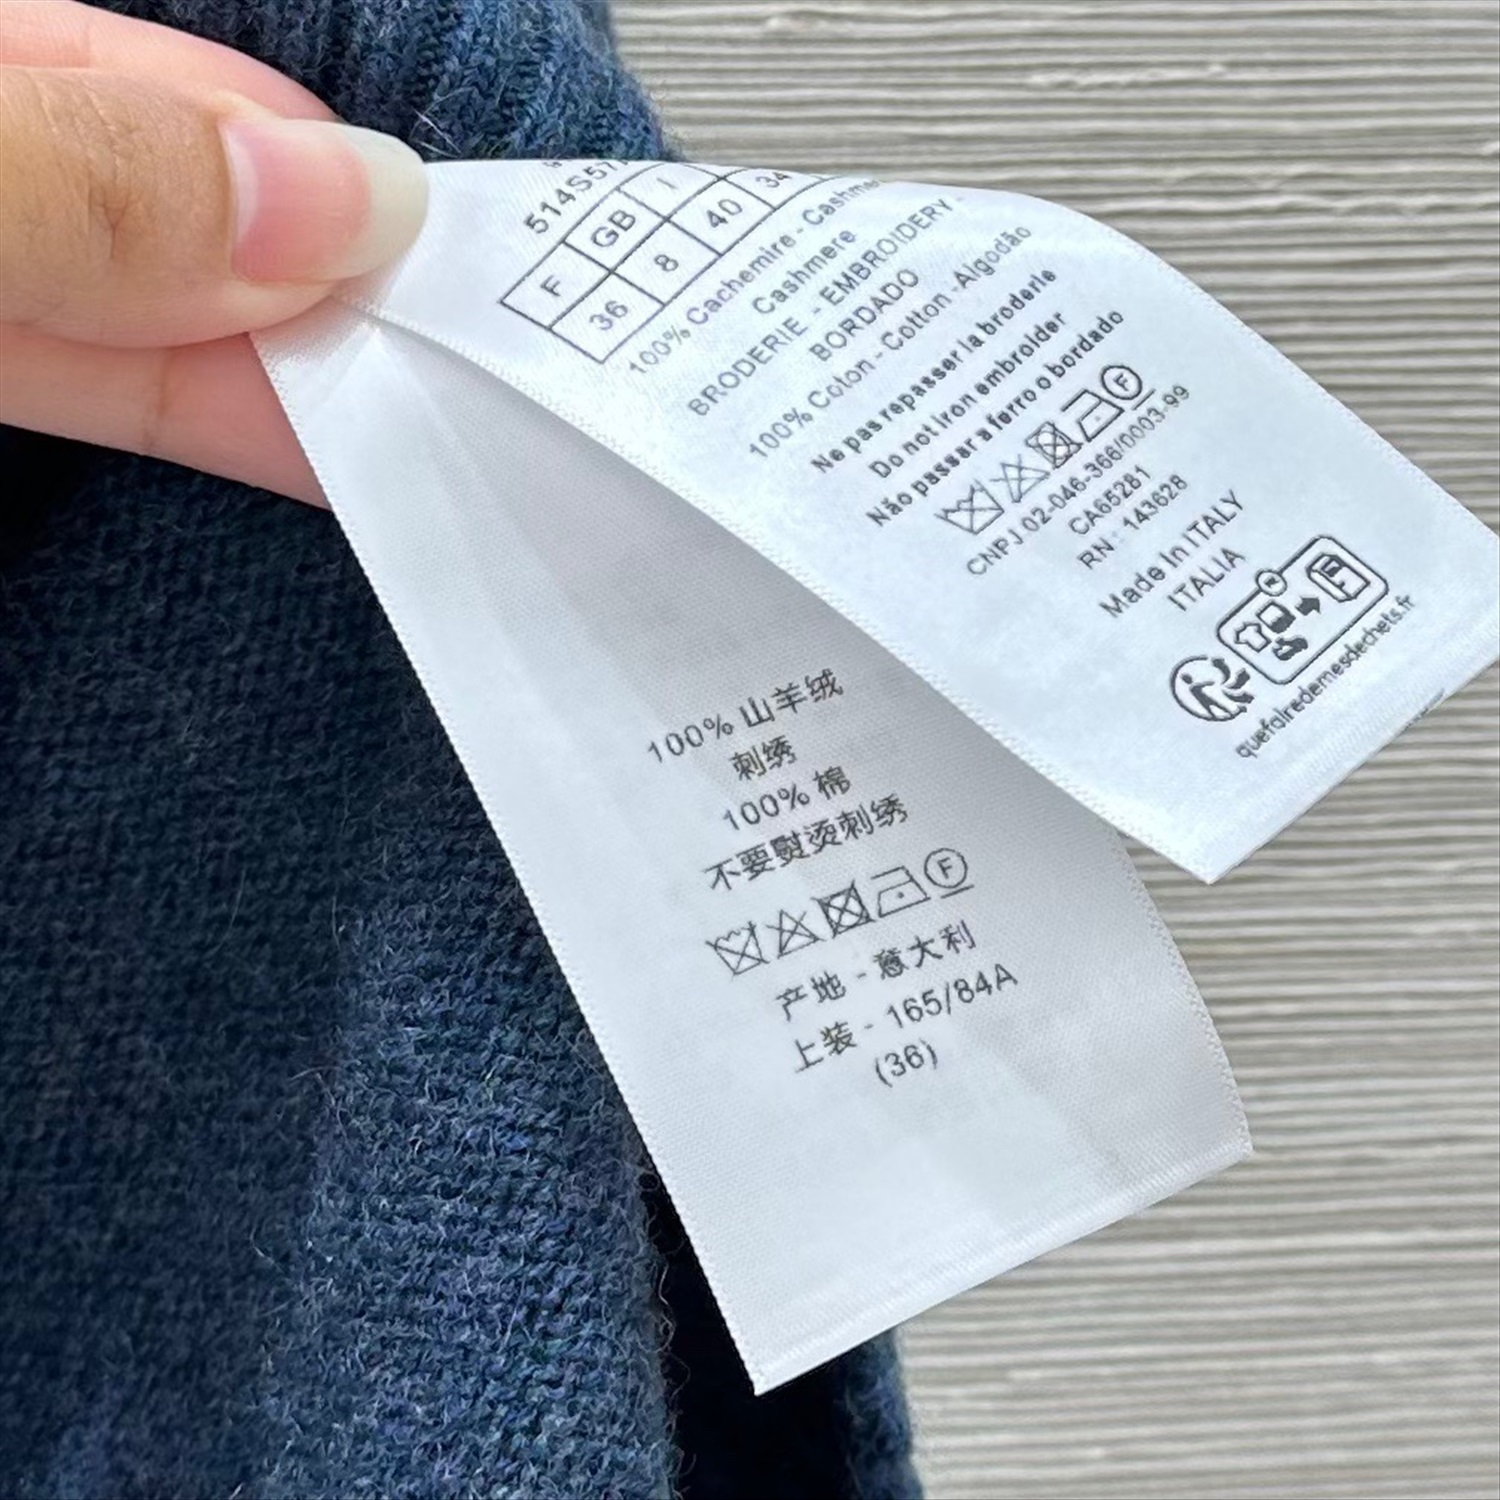 514S57
F GB I
36 8 40 34
100% Cachemire - Cashmere
Cashmere
BRODERIE - EMBROIDERY -
BORDADO
100% Coton - Cotton - Algodão
Ne pas repasser la broderie
Do not iron embroider
Não passar a ferro o bordado
F
CNPJ 02-046-366/0003-99
CA65281
RN: 143628
Made In ITALY
ITALIA
quefairedemesdechets.fr
100% 山羊绒
刺绣
100% 棉
不要熨烫刺绣
F
产地 - 意大利
上装 - 165/84A
(36)